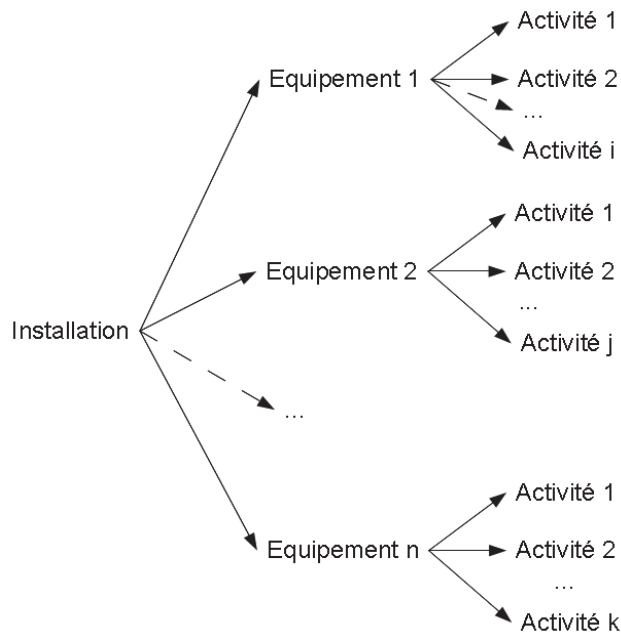 Activité 1
Equipement 1
Activité 2
...
Activité i
Activité 1
Equipement 2
Activité 2
...
Installation
Activité j
...
Activité 1
Equipement n
Activité 2
...
Activité k